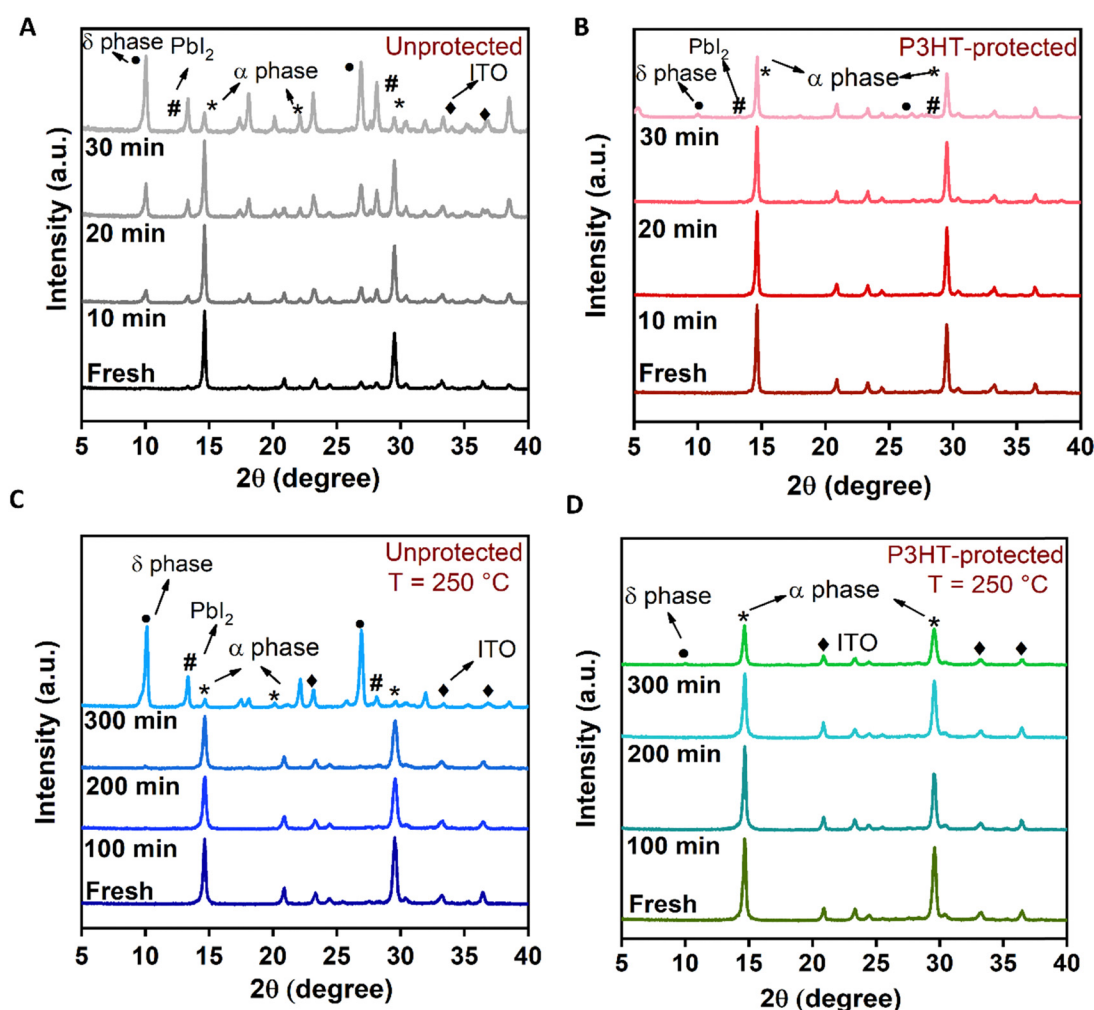 A
Unprotected
δ phase
PbI2
α phase
ITO
● # * * ● # * ♦ ♦
30 min
20 min
10 min
Fresh
Intensity (a.u.)
5 10 15 20 25 30 35 40
2θ (degree)
B
P3HT-protected
PbI2
δ phase
α phase
● # * ● # *
30 min
20 min
10 min
Fresh
Intensity (a.u.)
5 10 15 20 25 30 35 40
2θ (degree)
C
Unprotected
T = 250 °C
δ phase
PbI2
α phase
ITO
● # * * ♦ ● # * ♦ ♦
300 min
200 min
100 min
Fresh
Intensity (a.u.)
5 10 15 20 25 30 35 40
2θ (degree)
D
P3HT-protected
T = 250 °C
δ phase
α phase
● * ♦ ITO * ♦ ♦
300 min
200 min
100 min
Fresh
Intensity (a.u.)
5 10 15 20 25 30 35 40
2θ (degree)